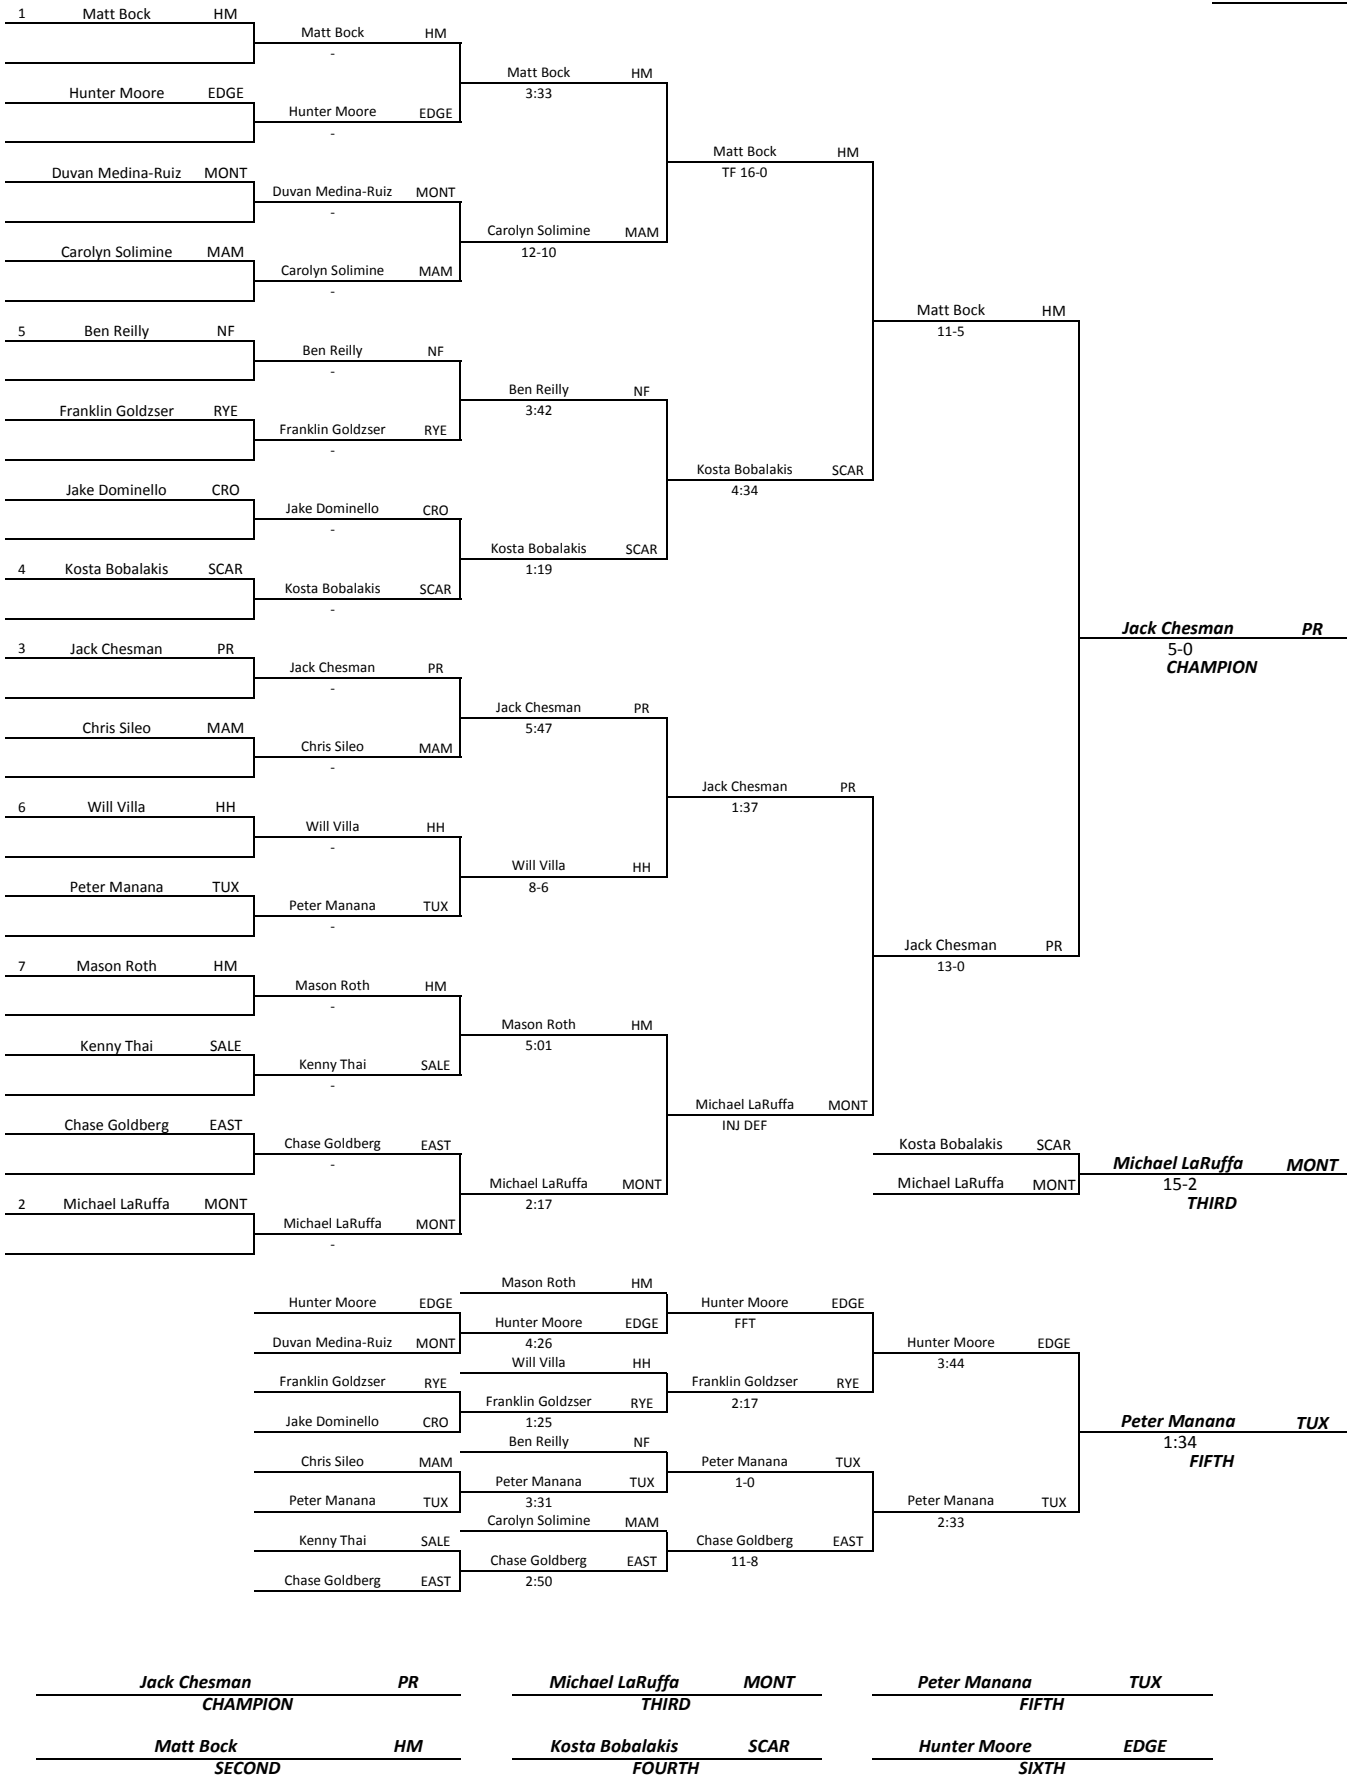 1 Matt Bock HM
Hunter Moore EDGE
Duvan Medina-Ruiz MONT
Carolyn Solimine MAM
5 Ben Reilly NF
Franklin Goldzser RYE
Jake Dominello CRO
4 Kosta Bobalakis SCAR
3 Jack Chesman PR
Chris Sileo MAM
6 Will Villa HH
Peter Manana TUX
7 Mason Roth HM
Kenny Thai SALE
Chase Goldberg EAST
2 Michael LaRuffa MONT
Matt Bock HM
-
Hunter Moore EDGE
-
Duvan Medina-Ruiz MONT
-
Carolyn Solimine MAM
-
Ben Reilly NF
-
Franklin Goldzser RYE
-
Jake Dominello CRO
-
Kosta Bobalakis SCAR
-
Jack Chesman PR
-
Chris Sileo MAM
-
Will Villa HH
-
Peter Manana TUX
-
Mason Roth HM
-
Kenny Thai SALE
-
Chase Goldberg EAST
-
Michael LaRuffa MONT
-
Matt Bock HM
3:33
Carolyn Solimine MAM
12-10
Ben Reilly NF
3:42
Kosta Bobalakis SCAR
1:19
Jack Chesman PR
5:47
Will Villa HH
8-6
Mason Roth HM
5:01
Michael LaRuffa MONT
2:17
Matt Bock HM
TF 16-0
Kosta Bobalakis SCAR
4:34
Jack Chesman PR
1:37
Michael LaRuffa MONT
INJ DEF
Matt Bock HM
11-5
Jack Chesman PR
13-0
Jack Chesman PR
5-0
CHAMPION
Kosta Bobalakis SCAR
Michael LaRuffa MONT
Michael LaRuffa MONT
15-2
THIRD
Hunter Moore EDGE
Duvan Medina-Ruiz MONT
Franklin Goldzser RYE
Jake Dominello CRO
Chris Sileo MAM
Peter Manana TUX
Kenny Thai SALE
Chase Goldberg EAST
Mason Roth HM
Hunter Moore EDGE
4:26
Will Villa HH
Franklin Goldzser RYE
1:25
Ben Reilly NF
Peter Manana TUX
3:31
Carolyn Solimine MAM
Chase Goldberg EAST
2:50
Hunter Moore EDGE
FFT
Franklin Goldzser RYE
2:17
Peter Manana TUX
1-0
Chase Goldberg EAST
11-8
Hunter Moore EDGE
3:44
Peter Manana TUX
2:33
Peter Manana TUX
1:34
FIFTH
Jack Chesman PR
CHAMPION
Michael LaRuffa MONT
THIRD
Peter Manana TUX
FIFTH
Matt Bock HM
SECOND
Kosta Bobalakis SCAR
FOURTH
Hunter Moore EDGE
SIXTH